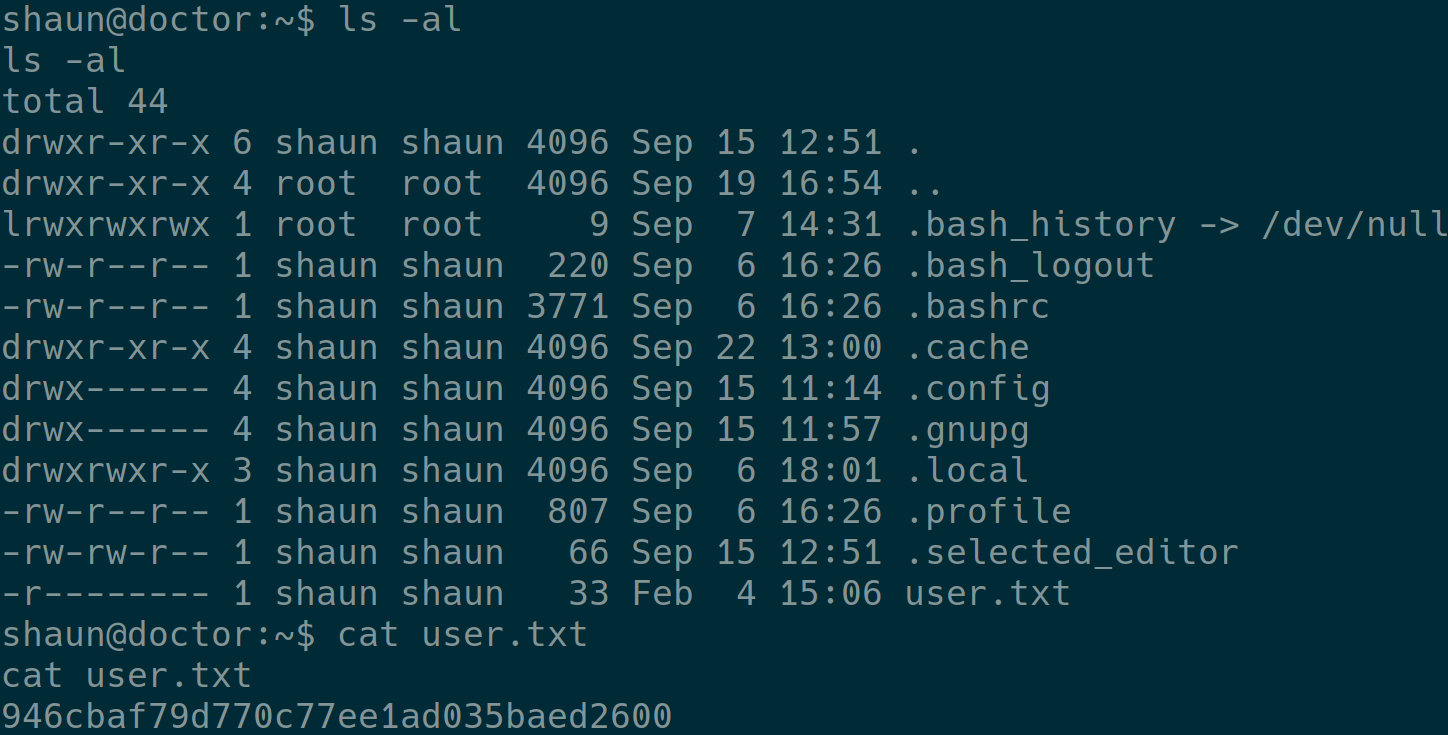 shaun@doctor:~$ ls -al
ls -al
total 44
drwxr-xr-x 6 shaun shaun 4096 Sep 15 12:51 .
drwxr-xr-x 4 root  root  4096 Sep 19 16:54 ..
lrwxrwxrwx 1 root  root     9 Sep  7 14:31 .bash_history -> /dev/null
-rw-r--r-- 1 shaun shaun  220 Sep  6 16:26 .bash_logout
-rw-r--r-- 1 shaun shaun 3771 Sep  6 16:26 .bashrc
drwxr-xr-x 4 shaun shaun 4096 Sep 22 13:00 .cache
drwx------ 4 shaun shaun 4096 Sep 15 11:14 .config
drwx------ 4 shaun shaun 4096 Sep 15 11:57 .gnupg
drwxrwxr-x 3 shaun shaun 4096 Sep  6 18:01 .local
-rw-r--r-- 1 shaun shaun  807 Sep  6 16:26 .profile
-rw-rw-r-- 1 shaun shaun   66 Sep 15 12:51 .selected_editor
-r-------- 1 shaun shaun   33 Feb  4 15:06 user.txt
shaun@doctor:~$ cat user.txt
cat user.txt
946cbaf79d770c77ee1ad035baed2600